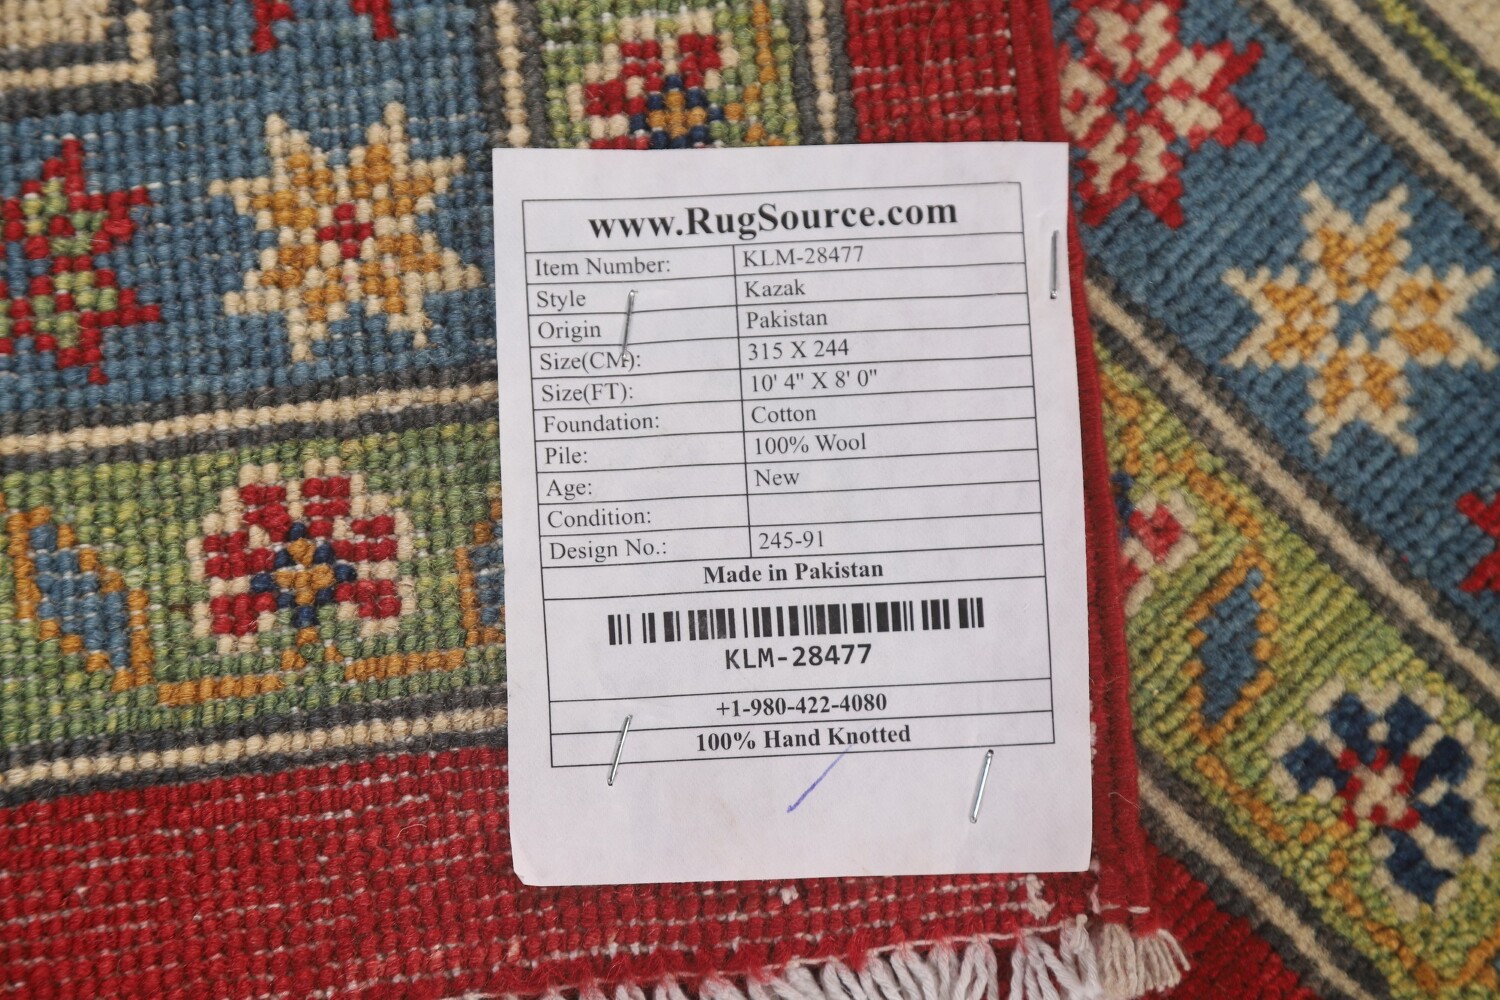 www.RugSource.com
Item Number: KLM-28477
Style Kazak
Origin Pakistan
Size(CM): 315 X 244
Size(FT): 10' 4" X 8' 0"
Foundation: Cotton
Pile: 100% Wool
Age: New
Condition:
Design No.: 245-91
Made in Pakistan
KLM-28477
+1-980-422-4080
100% Hand Knotted